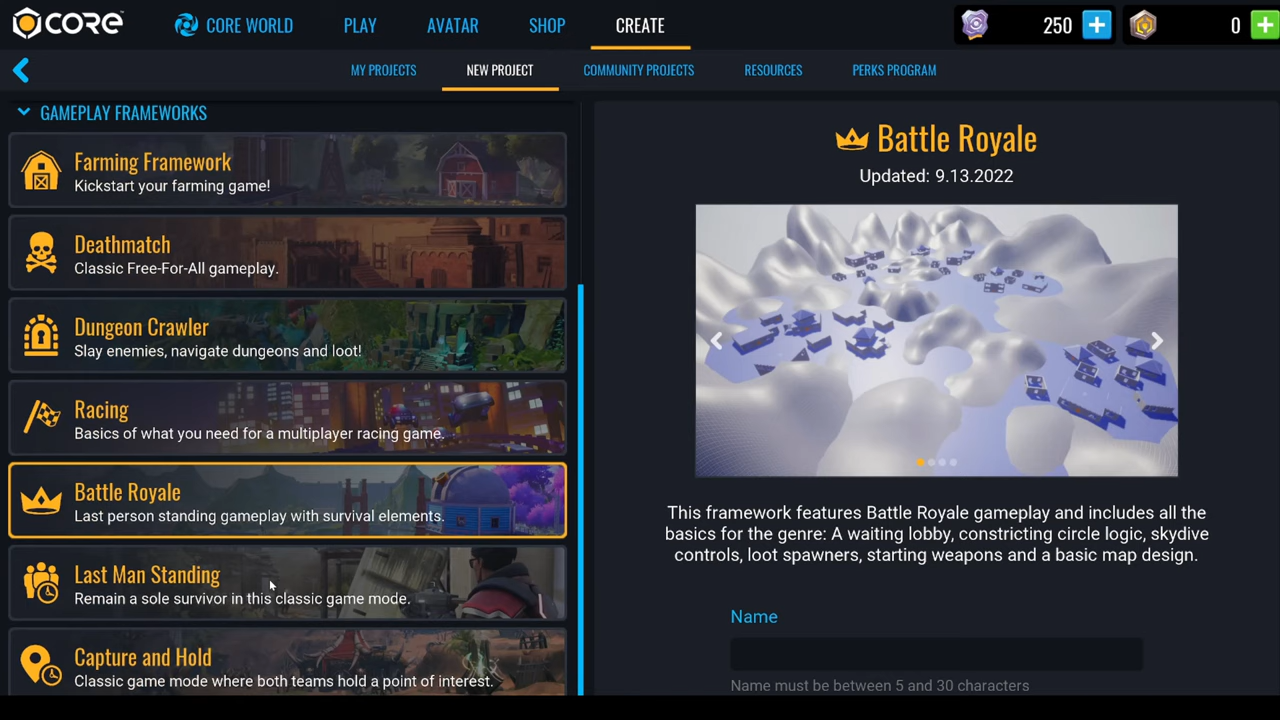 CORE
CORE WORLD
PLAY
AVATAR
SHOP
CREATE
250
0
MY PROJECTS
NEW PROJECT
COMMUNITY PROJECTS
RESOURCES
PERKS PROGRAM
GAMEPLAY FRAMEWORKS
Farming Framework
Kickstart your farming game!
Deathmatch
Classic Free-For-All gameplay.
Dungeon Crawler
Slay enemies, navigate dungeons and loot!
Racing
Basics of what you need for a multiplayer racing game.
Battle Royale
Last person standing gameplay with survival elements.
Last Man Standing
Remain a sole survivor in this classic game mode.
Capture and Hold
Classic game mode where both teams hold a point of interest.
Battle Royale
Updated: 9.13.2022
This framework features Battle Royale gameplay and includes all the
basics for the genre: A waiting lobby, constricting circle logic, skydive
controls, loot spawners, starting weapons and a basic map design.
Name
Name must be between 5 and 30 characters